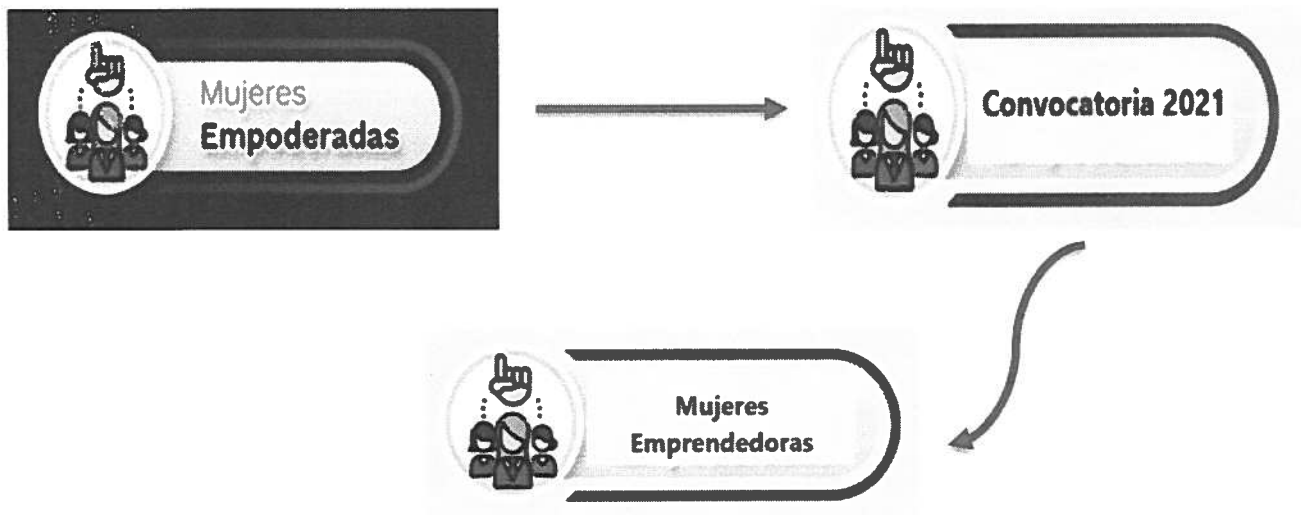 Mujeres
Empoderadas
Convocatoria 2021
Mujeres
Emprendedoras